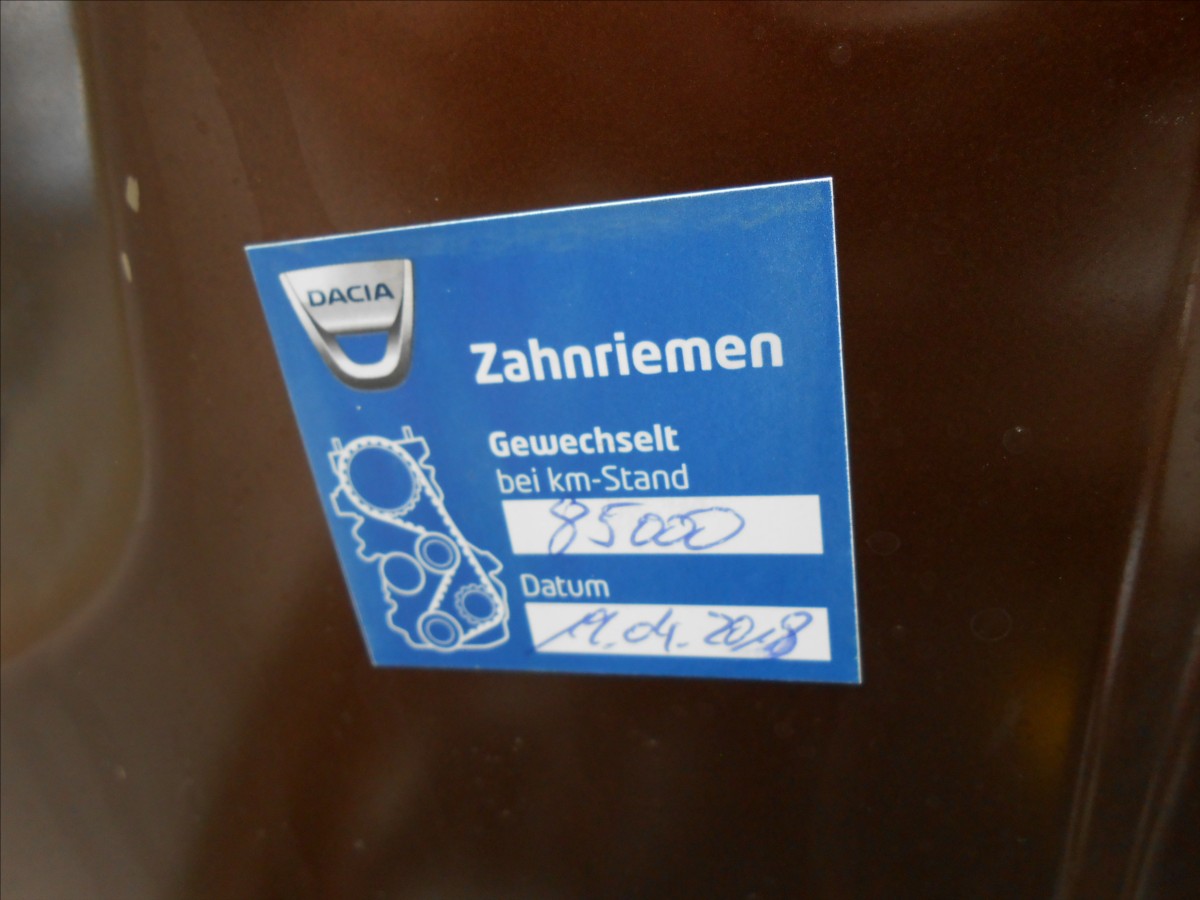 DACIA
Zahnriemen
Gewechselt
bei km-Stand
85000
Datum
19.04.2018